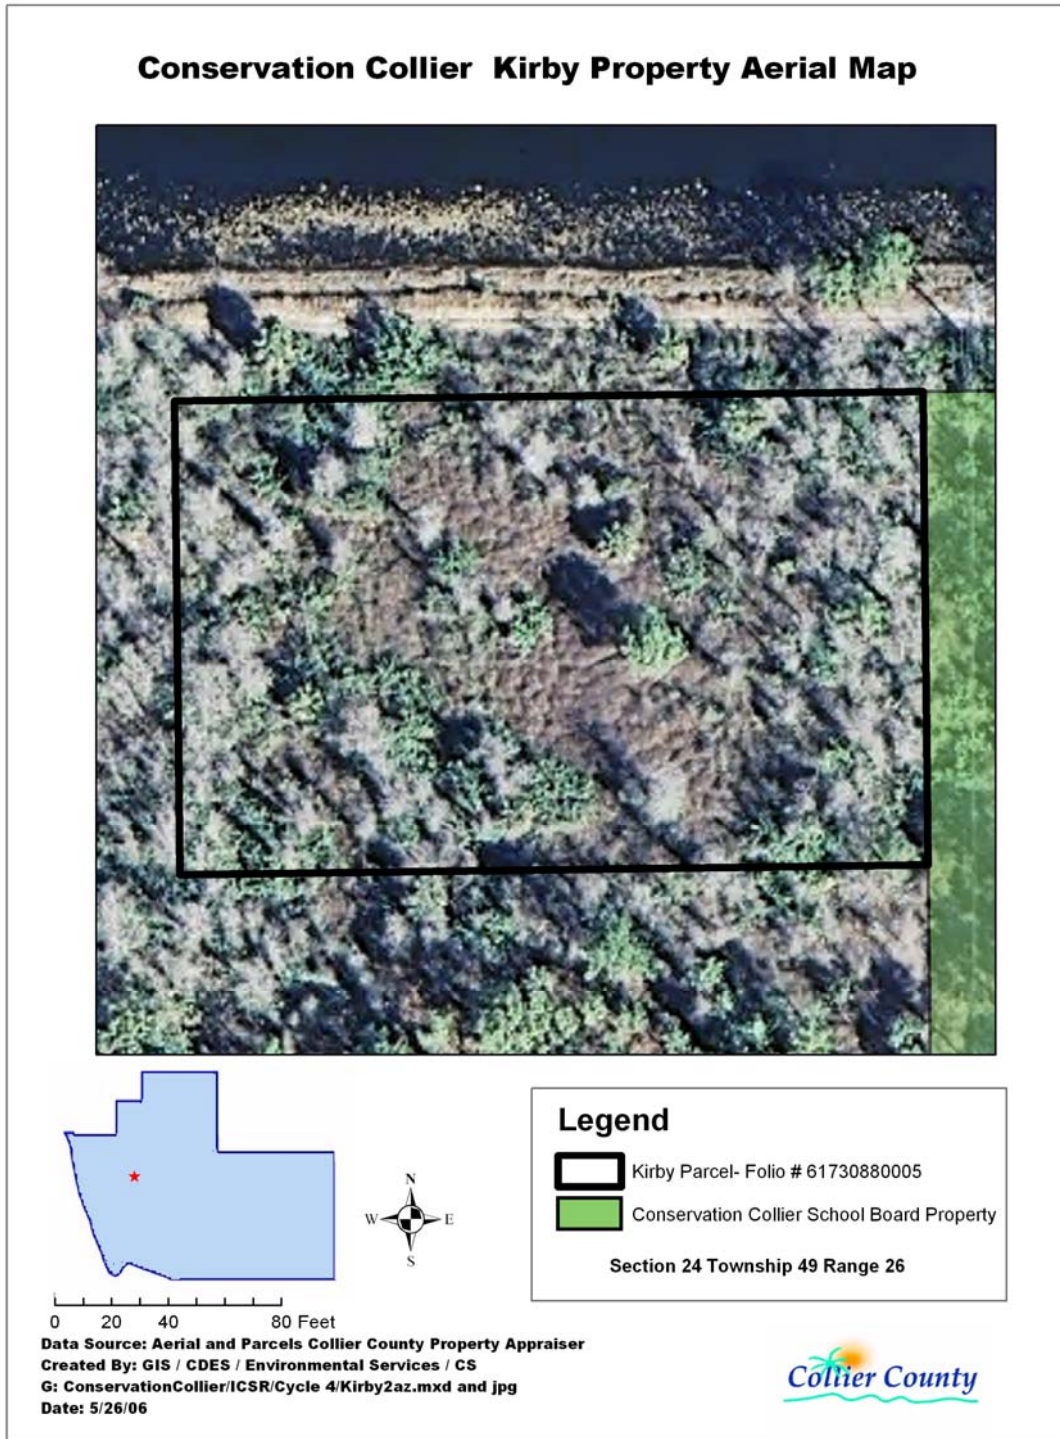 Conservation Collier Kirby Property Aerial Map
Legend
Kirby Parcel- Folio # 61730880005
Conservation Collier School Board Property
Section 24 Township 49 Range 26
N
W E
S
0 20 40 80 Feet
Data Source: Aerial and Parcels Collier County Property Appraiser
Created By: GIS / CDES / Environmental Services / CS
G: ConservationCollier/ICSR/Cycle 4/Kirby2az.mxd and jpg
Date: 5/26/06
Collier County